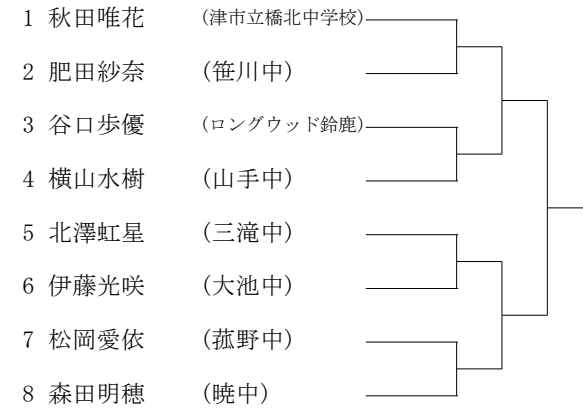 1 秋田唯花 (津市立橋北中学校)
2 肥田紗奈 (笹川中)
3 谷口歩優 (ロングウッド鈴鹿)
4 横山水樹 (山手中)
5 北澤虹星 (三滝中)
6 伊藤光咲 (大池中)
7 松岡愛依 (菰野中)
8 森田明穂 (暁中)